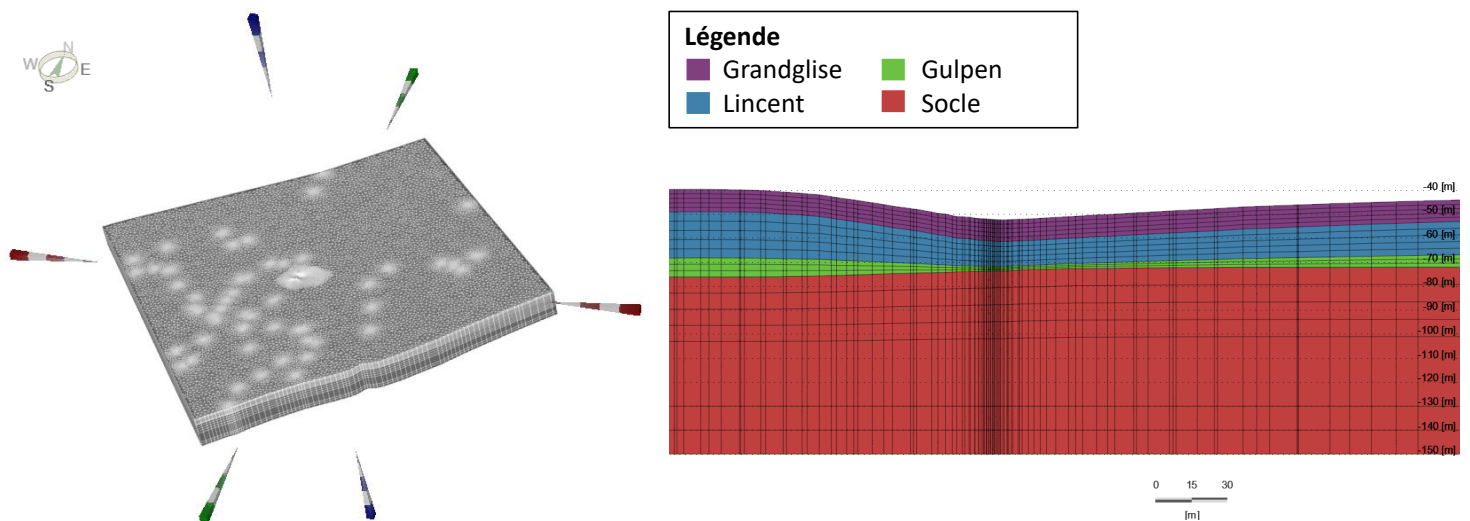 N
W
E
S
Légende
Grandglise
Gulpen
Lincent
Socle
-40 [m]
-50 [m]
-60 [m]
-70 [m]
-80 [m]
-90 [m]
-100 [m]
-110 [m]
-120 [m]
-130 [m]
-140 [m]
-150 [m]
0 15 30
[m]